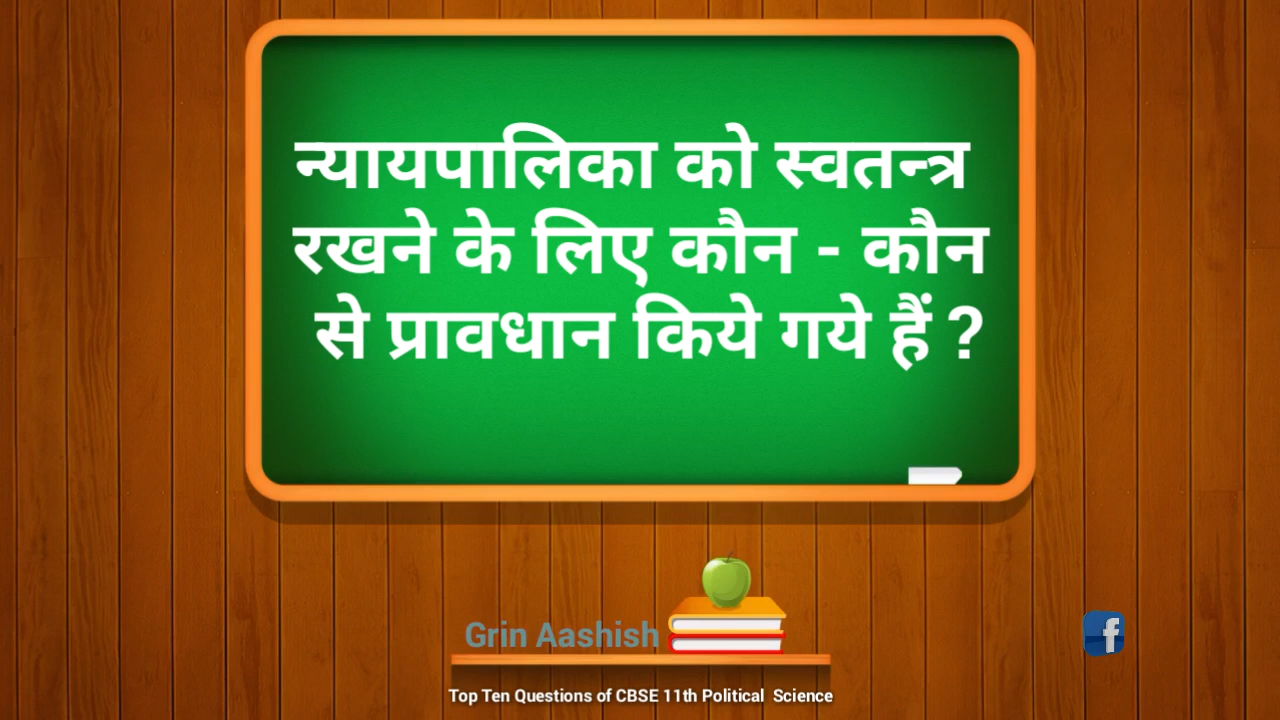 न्यायपालिका को स्वतन्त्र
रखने के लिए कौन - कौन
से प्रावधान किये गये हैं ?
Grin Aashish
f
Top Ten Questions of CBSE 11th Political Science